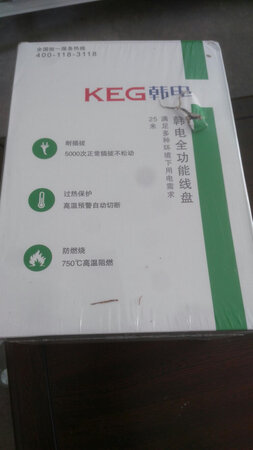 全国统一服务热线
400-118-3118
KEG韩电
韩电全功能线盘
满足多种环境下用电需求
25米
耐插拔
5000次正常插拔不松动
过热保护
高温预警自动切断
防燃烧
750℃高温阻燃